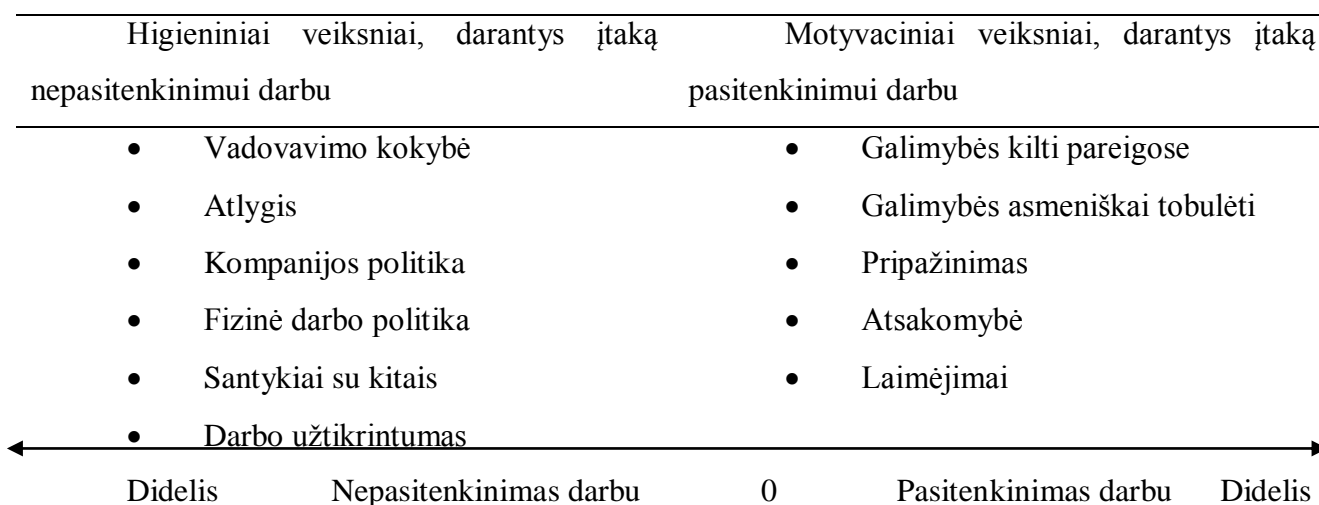 Higieniniai veiksniai, darantys įtaką
nepasitenkinimui darbu
Motyvaciniai veiksniai, darantys įtaką
pasitenkinimui darbu
• Vadovavimo kokybė
• Atlygis
• Kompanijos politika
• Fizinė darbo politika
• Santykiai su kitais
• Darbo užtikrintumas
• Galimybės kilti pareigose
• Galimybės asmeniškai tobulėti
• Pripažinimas
• Atsakomybė
• Laimėjimai
Didelis Nepasitenkinimas darbu 0 Pasitenkinimas darbu Didelis